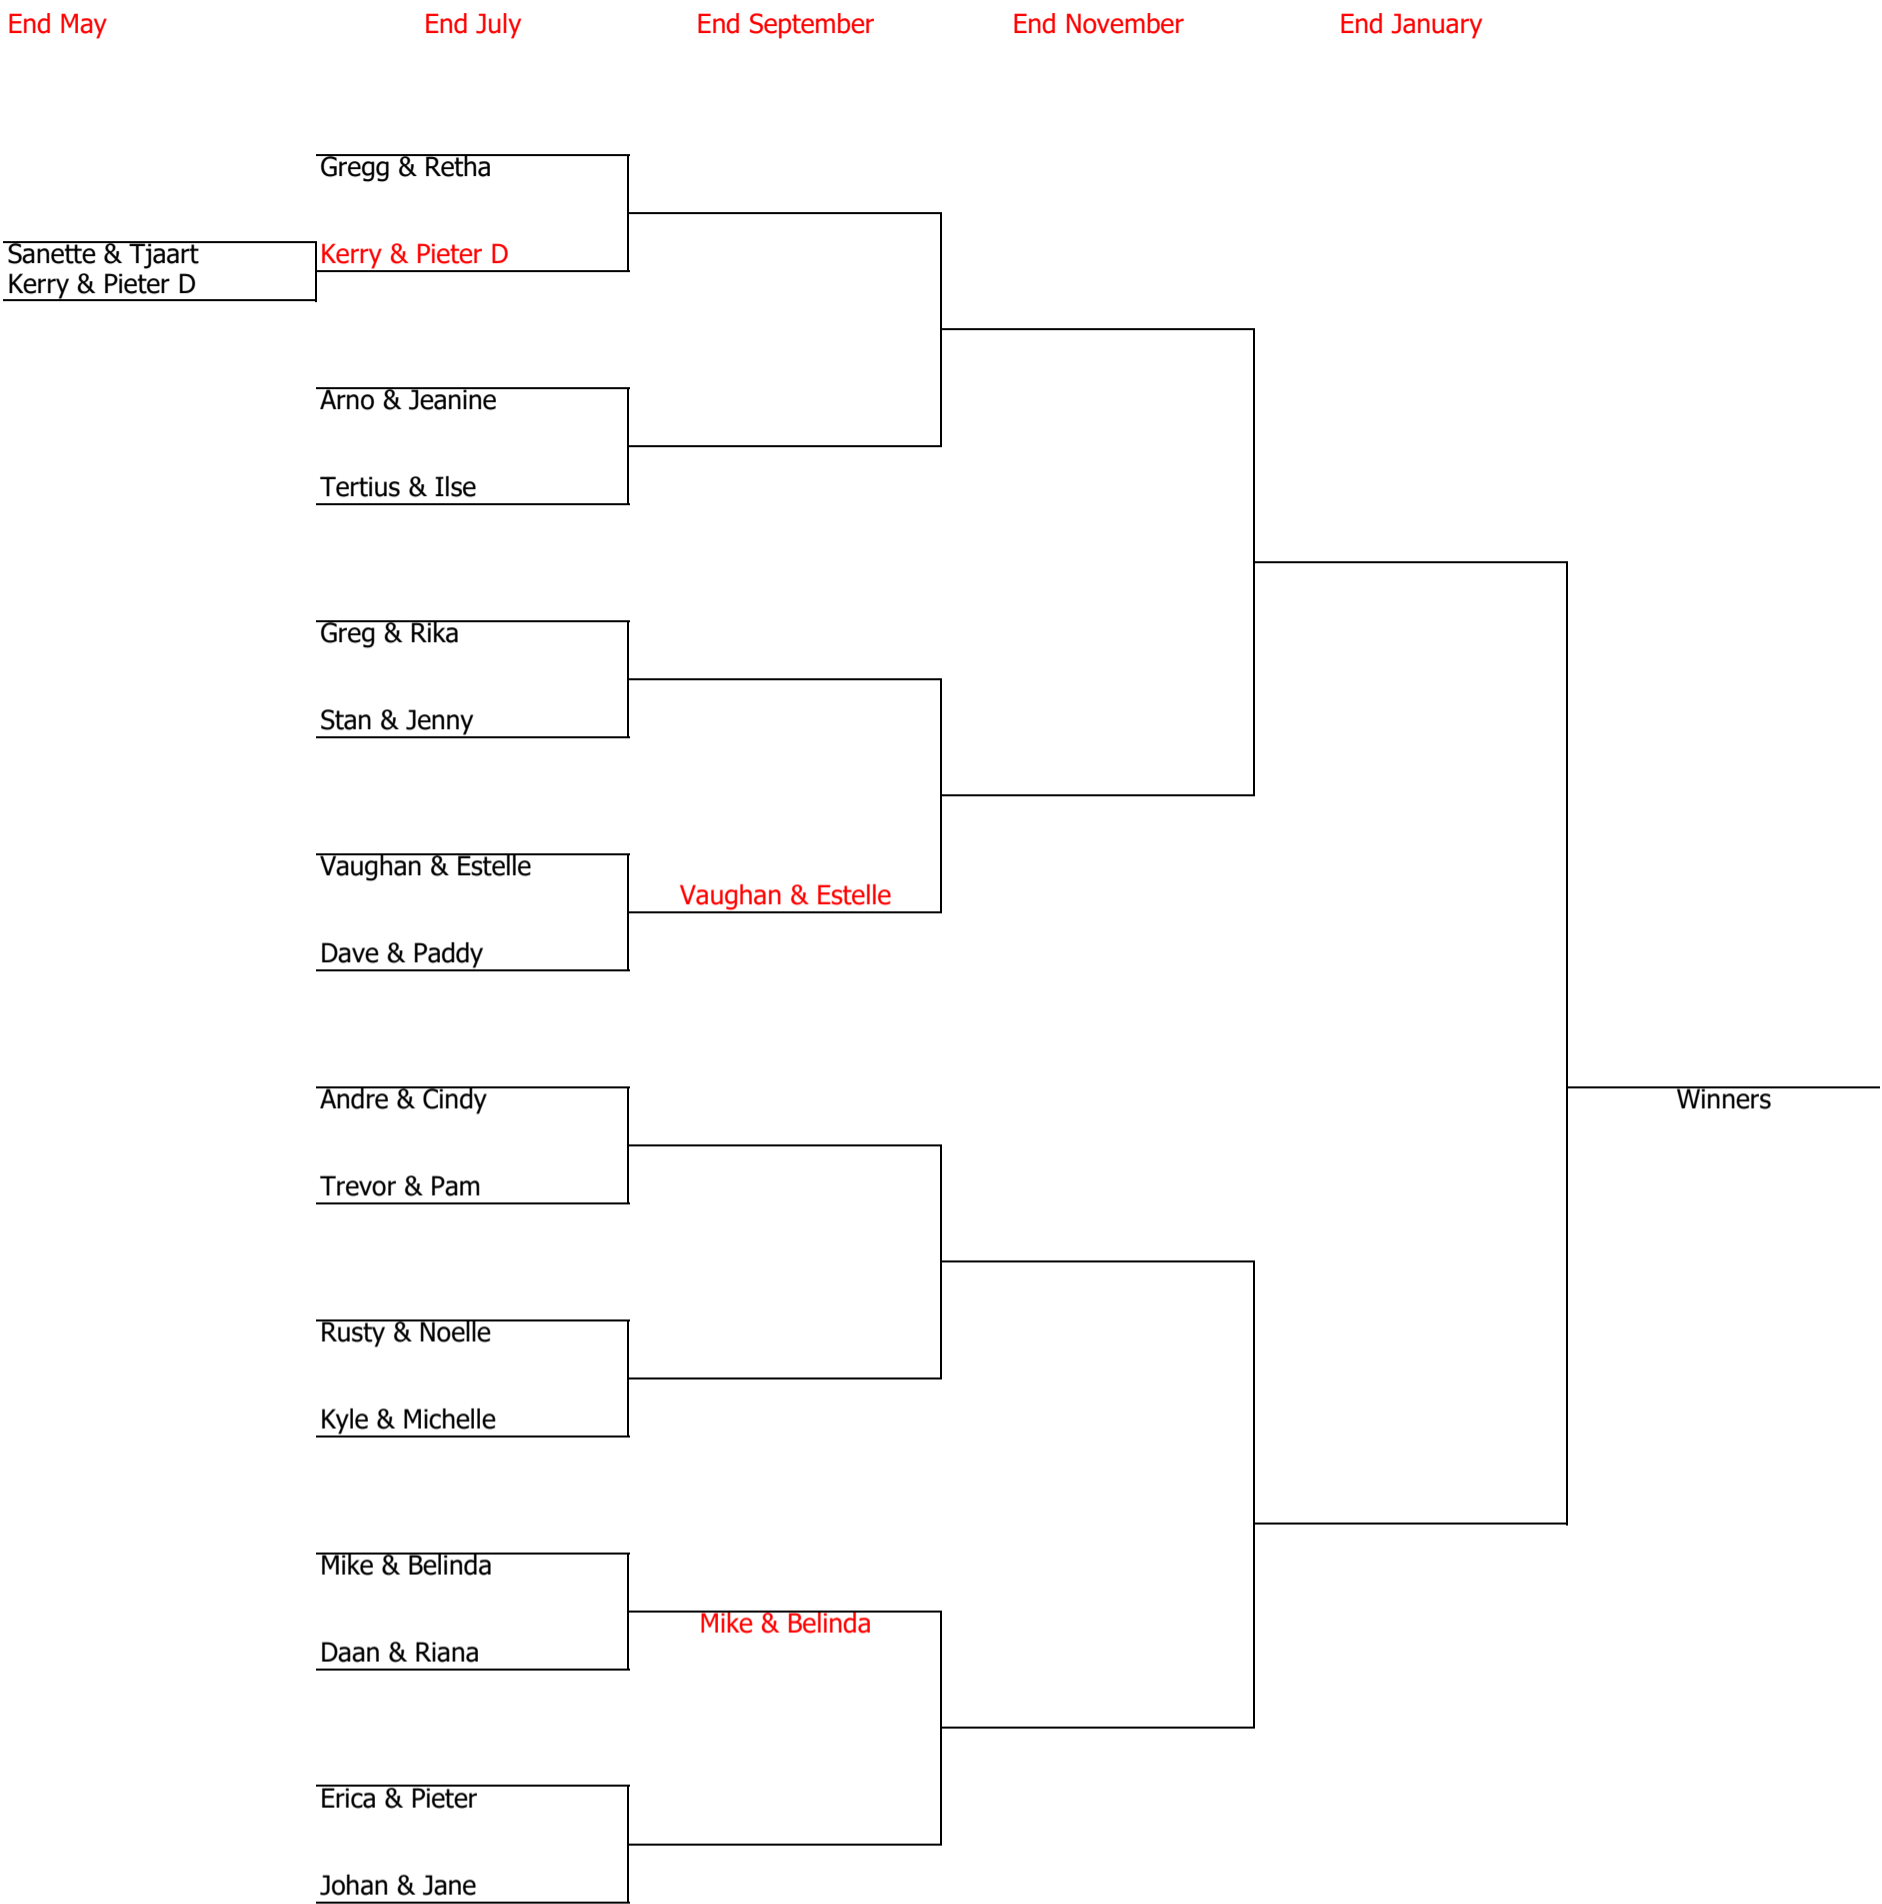 End May
End July
End September
End November
End January
Gregg & Retha
Sanette & Tjaart
Kerry & Pieter D
Kerry & Pieter D
Arno & Jeanine
Tertius & Ilse
Greg & Rika
Stan & Jenny
Vaughan & Estelle
Vaughan & Estelle
Dave & Paddy
Andre & Cindy
Winners
Trevor & Pam
Rusty & Noelle
Kyle & Michelle
Mike & Belinda
Mike & Belinda
Daan & Riana
Erica & Pieter
Johan & Jane